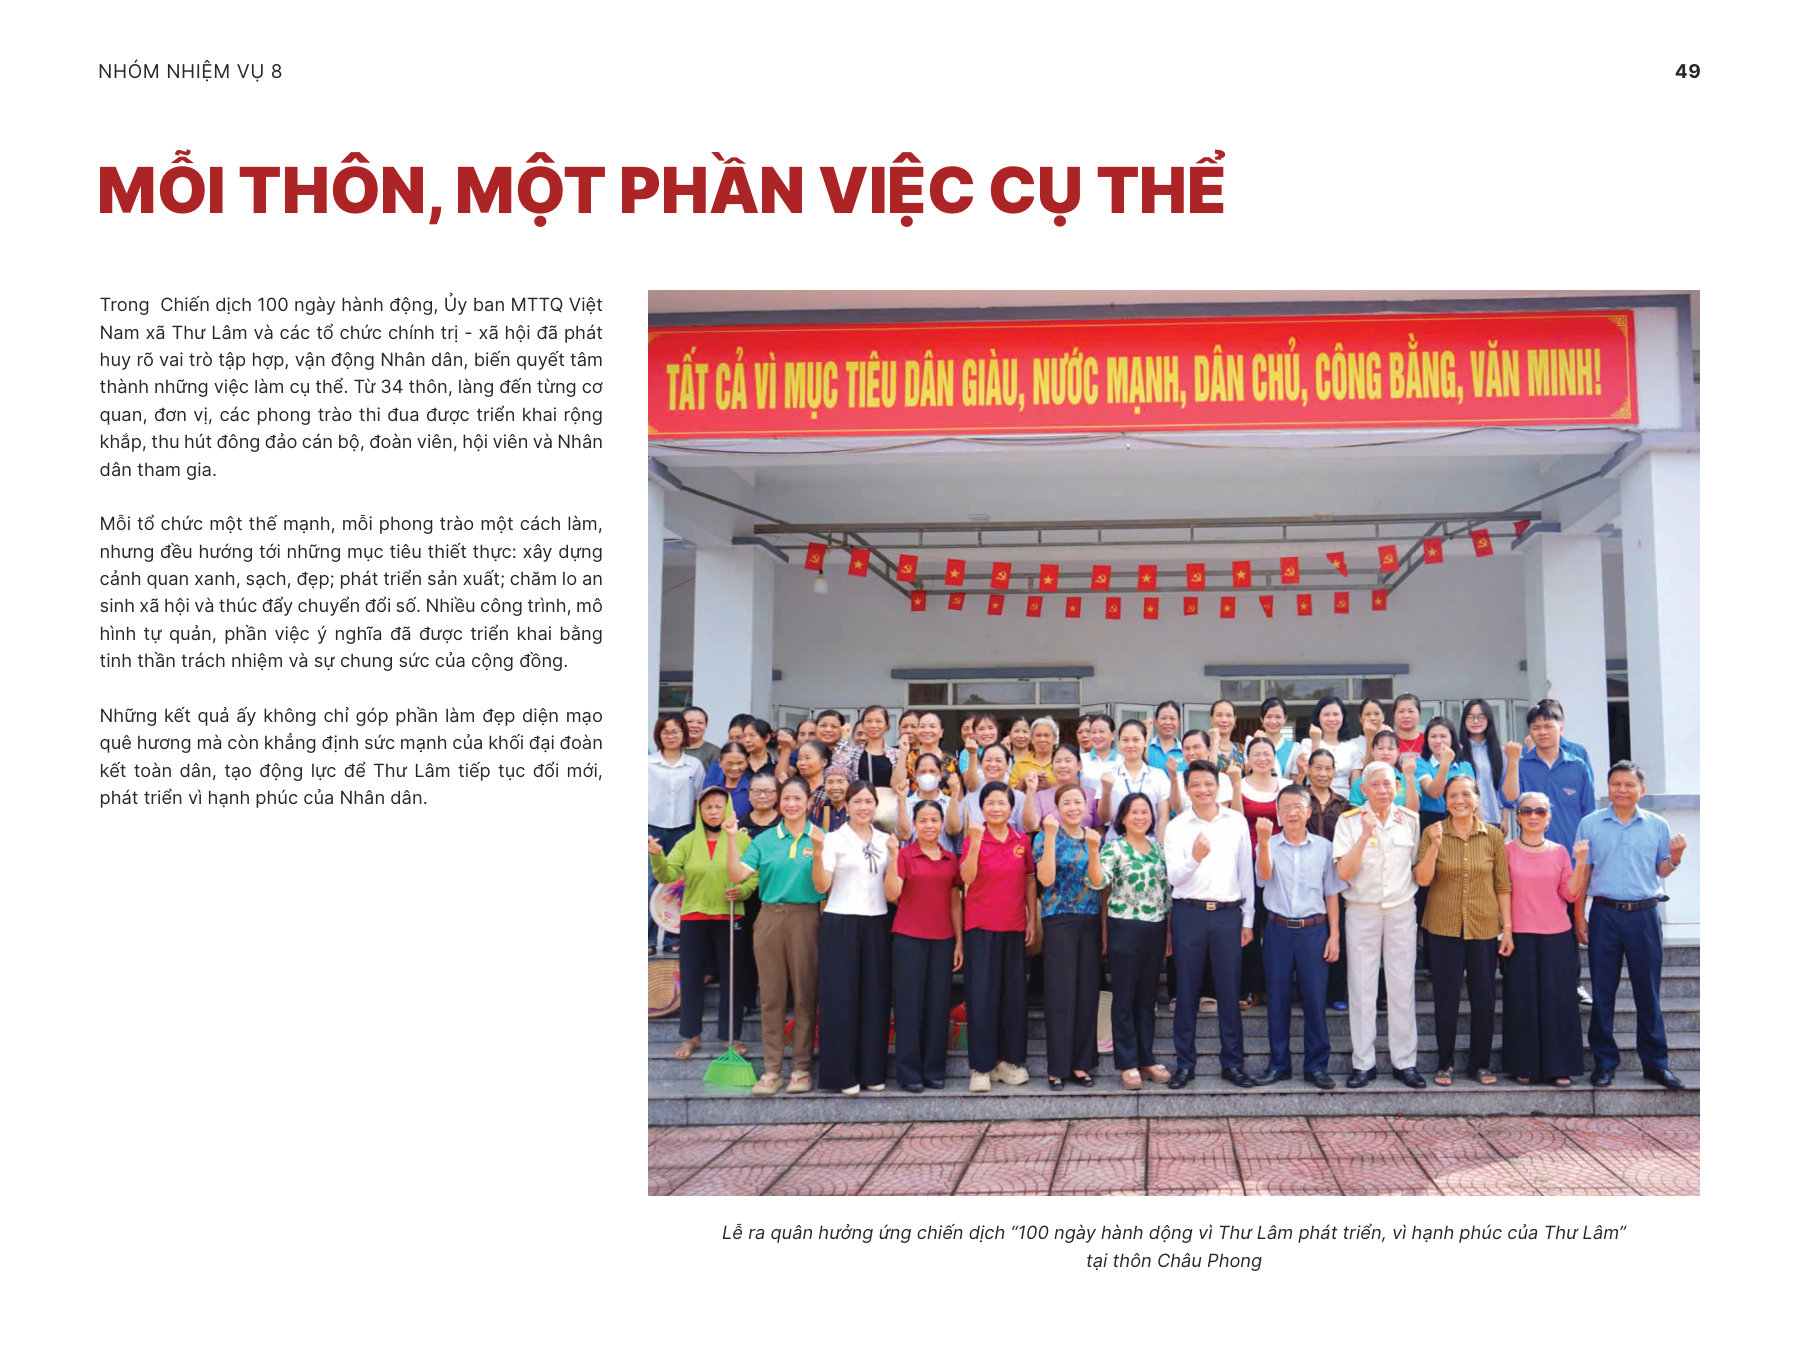 NHÓM NHIỆM VỤ 8
49
MỖI THÔN, MỘT PHẦN VIỆC CỤ THỂ
Trong  Chiến dịch 100 ngày hành động, Ủy ban MTTQ Việt
Nam xã Thư Lâm và các tổ chức chính trị - xã hội đã phát
huy rõ vai trò tập hợp, vận động Nhân dân, biến quyết tâm
thành những việc làm cụ thể. Từ 34 thôn, làng đến từng cơ
quan, đơn vị, các phong trào thi đua được triển khai rộng
khắp, thu hút đông đảo cán bộ, đoàn viên, hội viên và Nhân
dân tham gia.
Mỗi tổ chức một thế mạnh, mỗi phong trào một cách làm,
nhưng đều hướng tới những mục tiêu thiết thực: xây dựng
cảnh quan xanh, sạch, đẹp; phát triển sản xuất; chăm lo an
sinh xã hội và thúc đẩy chuyển đổi số. Nhiều công trình, mô
hình tự quản, phần việc ý nghĩa đã được triển khai bằng
tinh thần trách nhiệm và sự chung sức của cộng đồng.
Những kết quả ấy không chỉ góp phần làm đẹp diện mạo
quê hương mà còn khẳng định sức mạnh của khối đại đoàn
kết toàn dân, tạo động lực để Thư Lâm tiếp tục đổi mới,
phát triển vì hạnh phúc của Nhân dân.
TẤT CẢ VÌ MỤC TIÊU DÂN GIÀU, NƯỚC MẠNH, DÂN CHỦ, CÔNG BẰNG, VĂN MINH!
Lễ ra quân hưởng ứng chiến dịch “100 ngày hành động vì Thư Lâm phát triển, vì hạnh phúc của Thư Lâm”
tại thôn Châu Phong